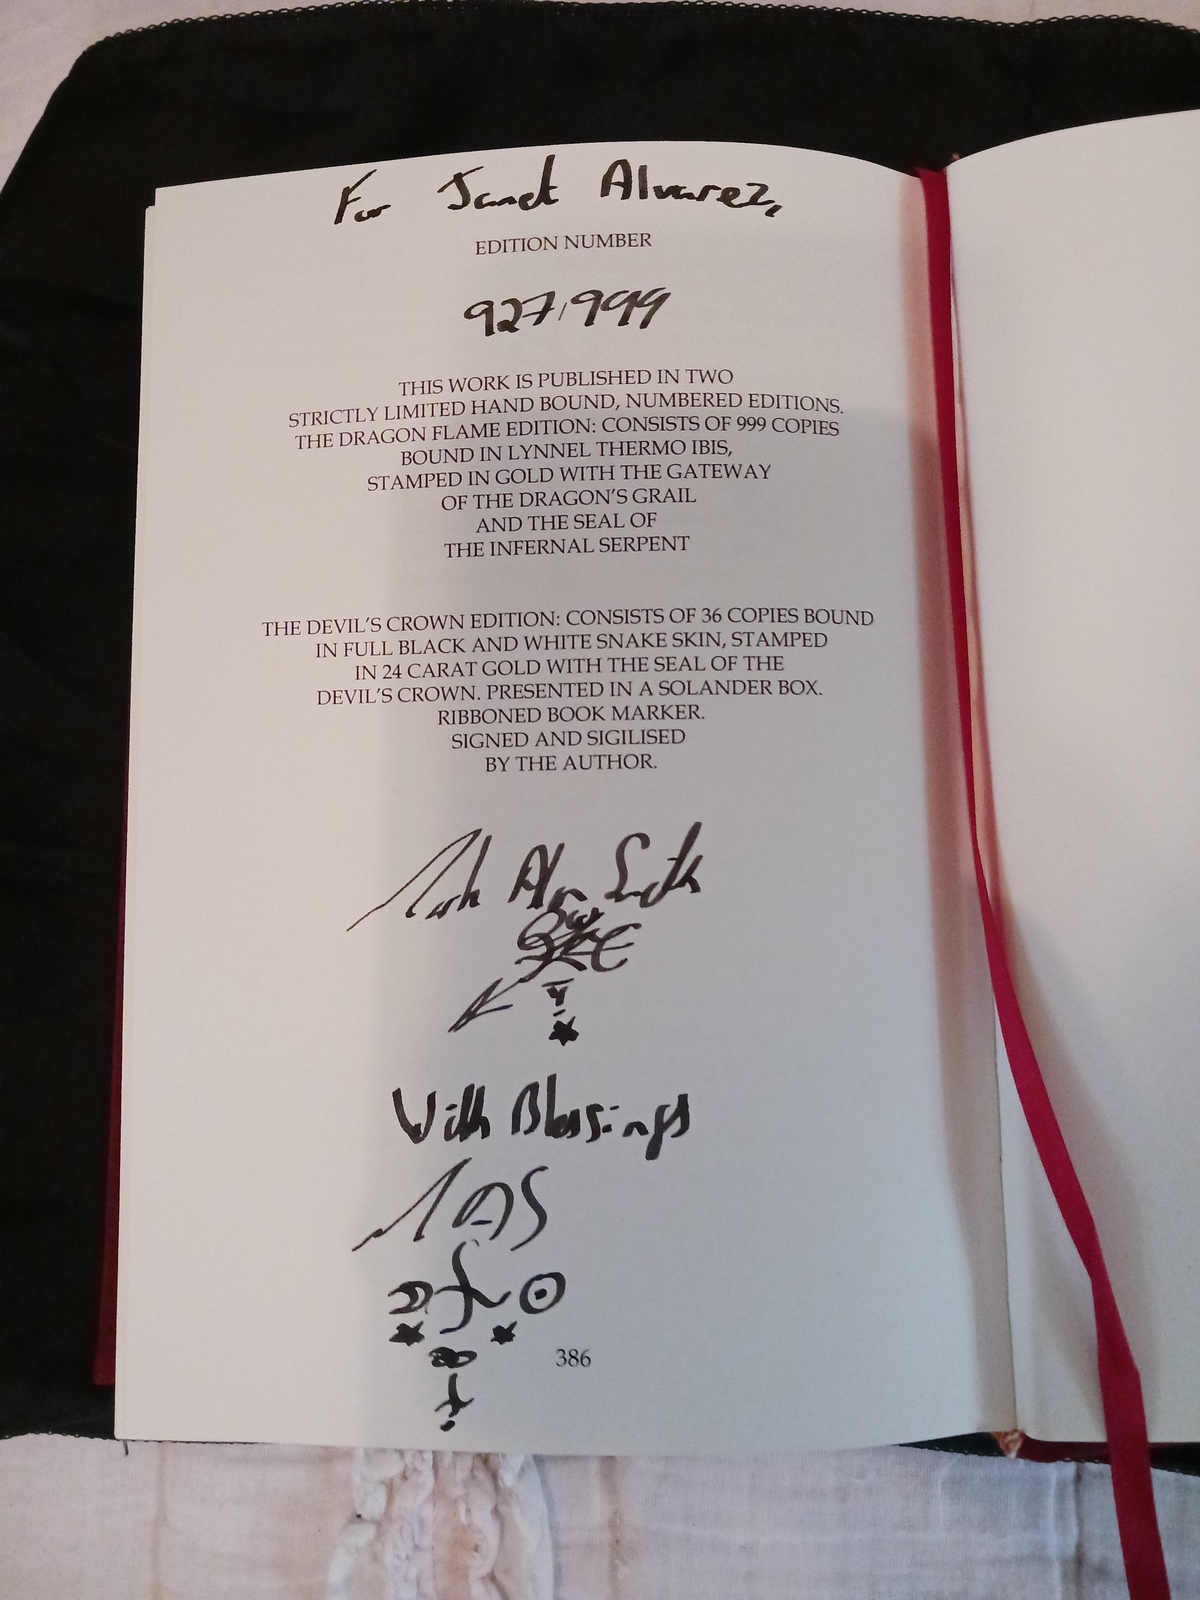 For Janet Alvarez,
EDITION NUMBER
927/999
THIS WORK IS PUBLISHED IN TWO
STRICTLY LIMITED HAND BOUND, NUMBERED EDITIONS.
THE DRAGON FLAME EDITION: CONSISTS OF 999 COPIES
BOUND IN LYNNEL THERMO IBIS,
STAMPED IN GOLD WITH THE GATEWAY
OF THE DRAGON'S GRAIL
AND THE SEAL OF
THE INFERNAL SERPENT
THE DEVIL'S CROWN EDITION: CONSISTS OF 36 COPIES BOUND
IN FULL BLACK AND WHITE SNAKE SKIN, STAMPED
IN 24 CARAT GOLD WITH THE SEAL OF THE
DEVIL'S CROWN. PRESENTED IN A SOLANDER BOX.
RIBBONED BOOK MARKER.
SIGNED AND SIGILISED
BY THE AUTHOR.
Mark Alan Smith
With Blessings
MAS
386